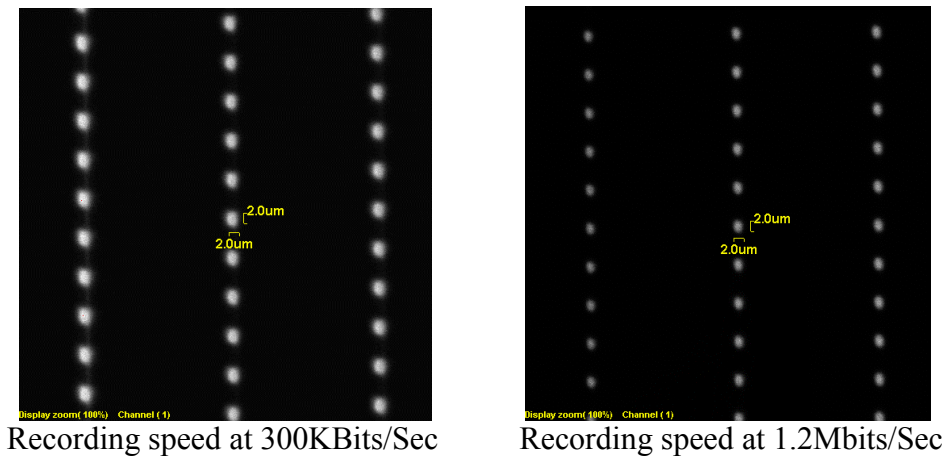 2.0um
2.0um
Display zoom( 100%) Channel ( 1)
Recording speed at 300KBits/Sec
2.0um
2.0um
Display zoom( 100%) Channel ( 1)
Recording speed at 1.2Mbits/Sec